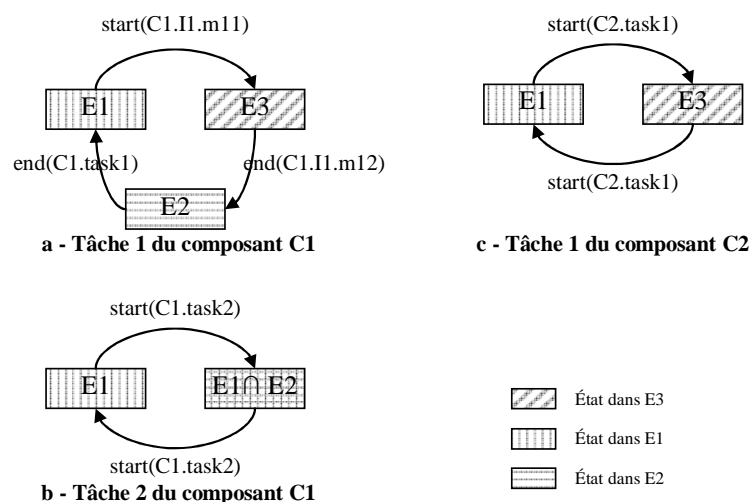 start(C1.I1.m11)
E1
E3
end(C1.task1)
end(C1.I1.m12)
E2
a - Tâche 1 du composant C1
start(C2.task1)
E1
E3
start(C2.task1)
c - Tâche 1 du composant C2
start(C1.task2)
E1
E1∩ E2
start(C1.task2)
b - Tâche 2 du composant C1
État dans E3
État dans E1
État dans E2